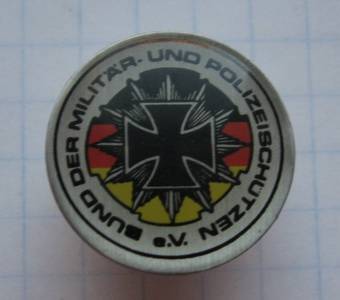 BUND DER MILITÄR- UND POLIZEISCHÜTZEN e.V.